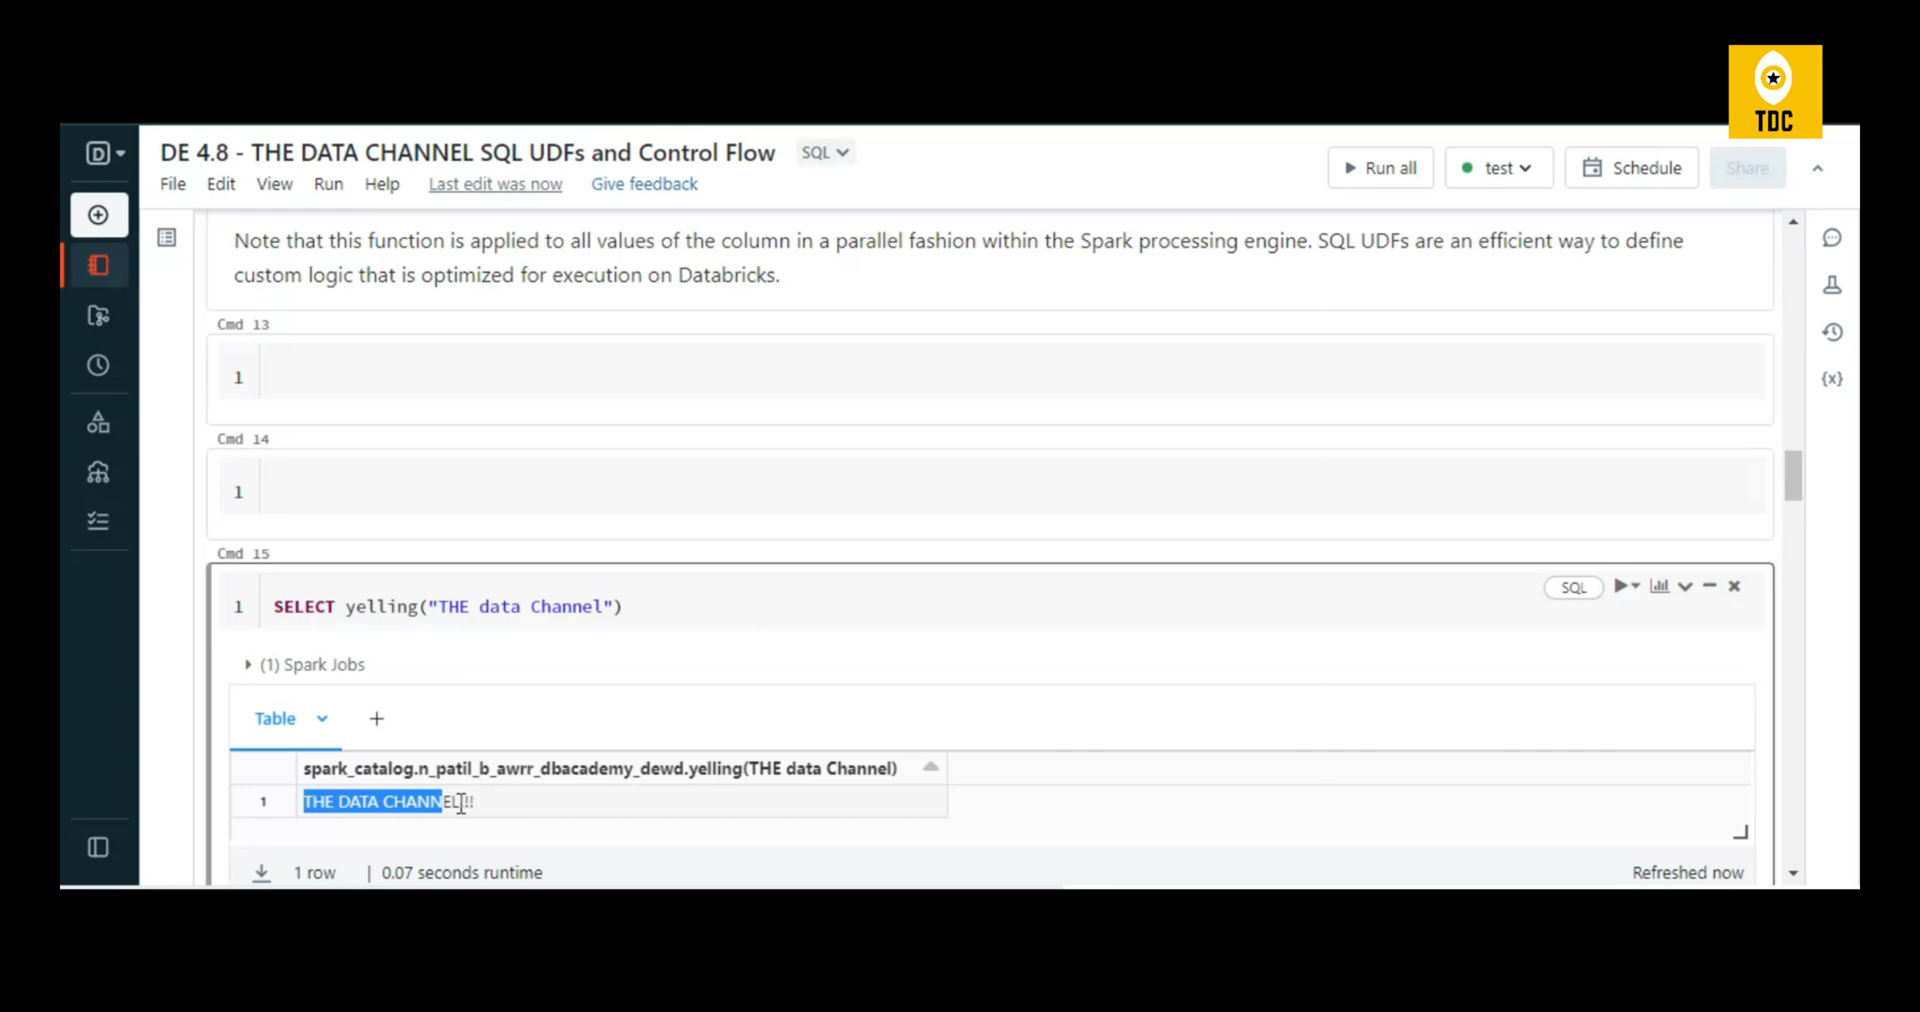 TDC
DE 4.8 - THE DATA CHANNEL SQL UDFs and Control Flow SQL
File Edit View Run Help Last edit was now Give feedback
Run all test Schedule Share
Note that this function is applied to all values of the column in a parallel fashion within the Spark processing engine. SQL UDFs are an efficient way to define
custom logic that is optimized for execution on Databricks.
Cmd 13
1
Cmd 14
1
Cmd 15
SQL
1 SELECT yelling("THE data Channel")
(1) Spark Jobs
Table +
spark_catalog.n_patil_b_awrr_dbacademy_dewd.yelling(THE data Channel)
1 THE DATA CHANNEL!!!
1 row | 0.07 seconds runtime Refreshed now
{x}